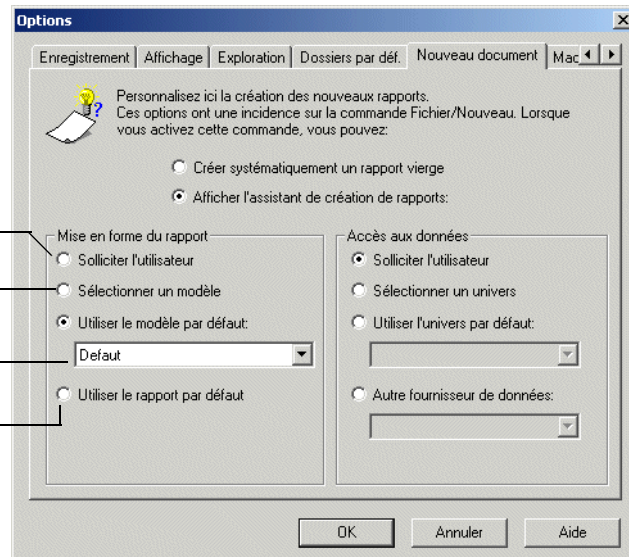 Options
Enregistrement Affichage Exploration Dossiers par déf. Nouveau document Mac
Personnalisez ici la création des nouveaux rapports.
Ces options ont une incidence sur la commande Fichier/Nouveau. Lorsque
vous activez cette commande, vous pouvez:
Créer systématiquement un rapport vierge
Afficher l'assistant de création de rapports:
Mise en forme du rapport
Solliciter l'utilisateur
Sélectionner un modèle
Utiliser le modèle par défaut:
Defaut
Utiliser le rapport par défaut
Accès aux données
Solliciter l'utilisateur
Sélectionner un univers
Utiliser l'univers par défaut:
Autre fournisseur de données:
OK Annuler Aide